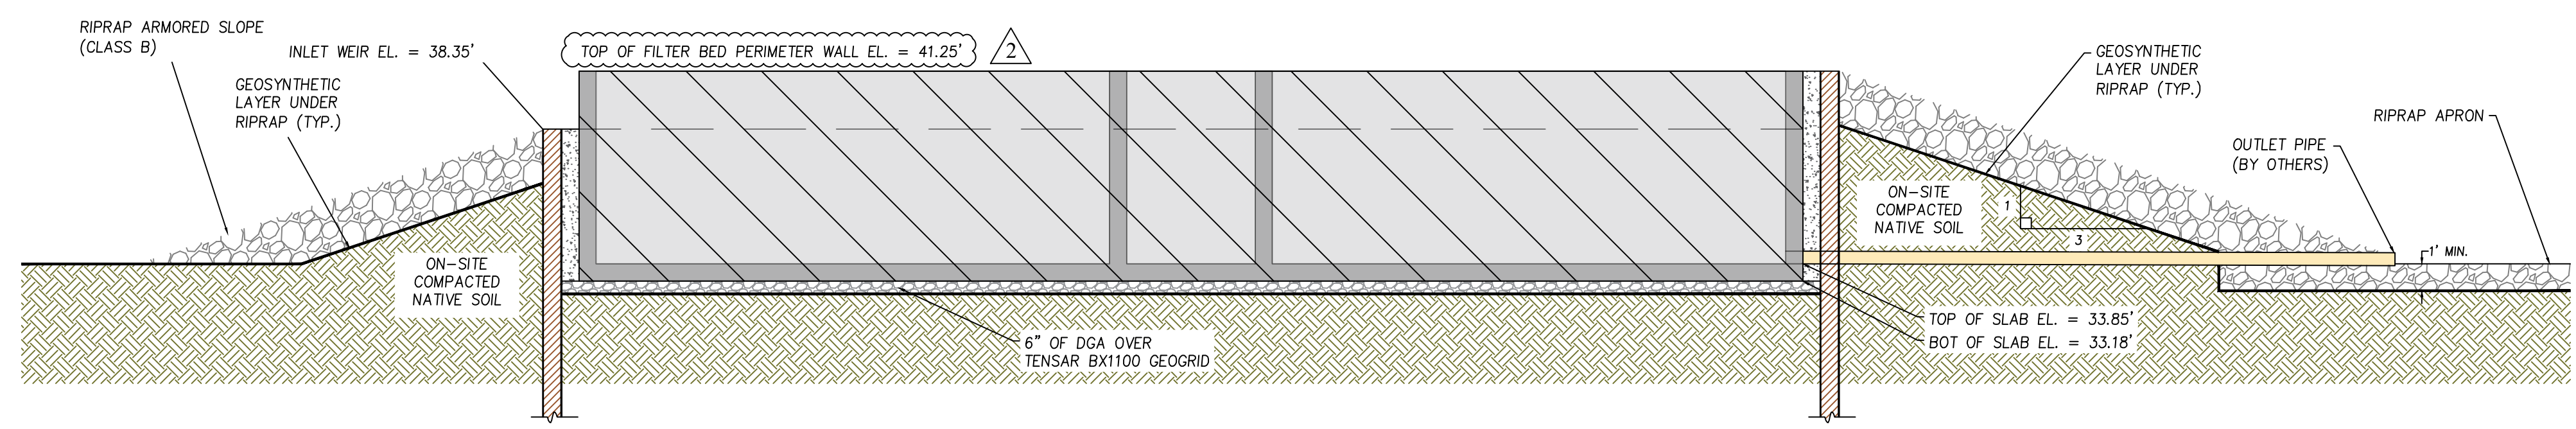 RIPRAP ARMORED SLOPE
(CLASS B)
INLET WEIR EL. = 38.35'
GEOSYNTHETIC
LAYER UNDER
RIPRAP (TYP.)
TOP OF FILTER BED PERIMETER WALL EL. = 41.25'
2
GEOSYNTHETIC
LAYER UNDER
RIPRAP (TYP.)
RIPRAP APRON
OUTLET PIPE
(BY OTHERS)
ON-SITE
COMPACTED
NATIVE SOIL
1
3
1' MIN.
ON-SITE
COMPACTED
NATIVE SOIL
6" OF DGA OVER
TENSAR BX1100 GEOGRID
TOP OF SLAB EL. = 33.85'
BOT OF SLAB EL. = 33.18'